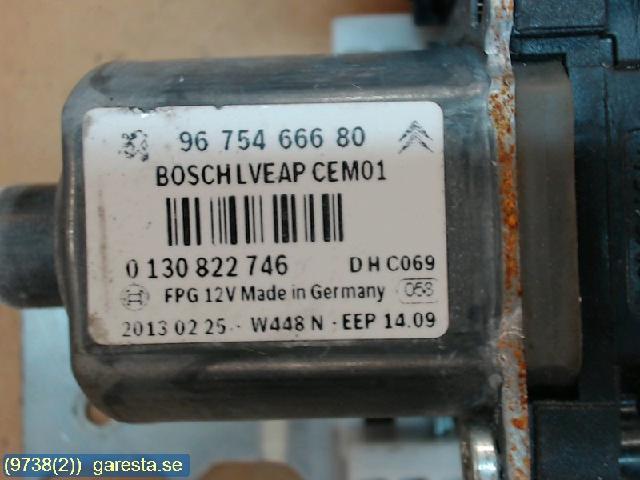 96 754 666 80
BOSCH LVEAP CEM01
0 130 822 746 D H C069
FPG 12V Made in Germany 056
2013 02 25 - W448 N - EEP 14.09
(9738(2)) garesta.se